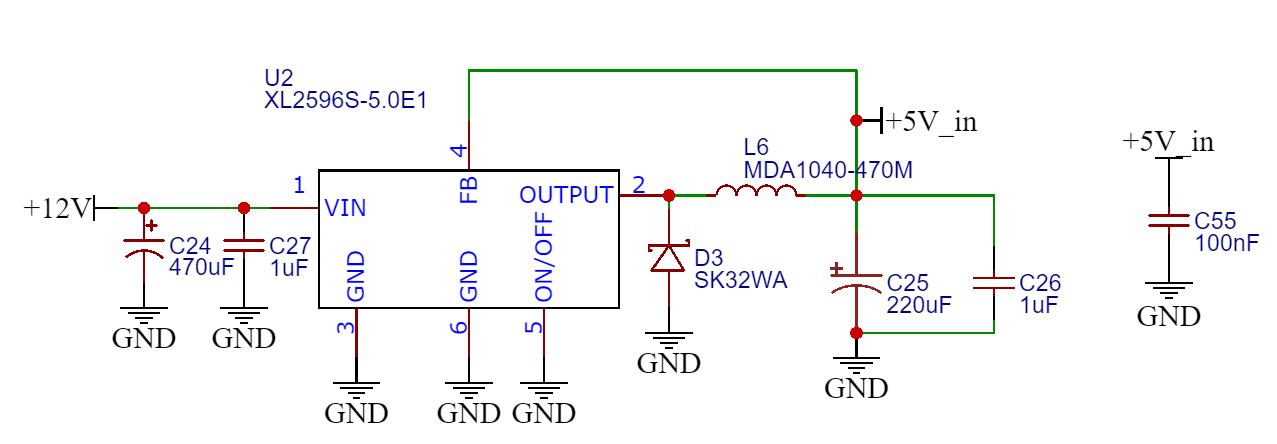 U2
XL2596S-5.0E1
+5V_in
+5V_in
L6
MDA1040-470M
4
1
2
+12V
VIN
FB
OUTPUT
+
C24
470uF
C27
1uF
GND
GND
ON/OFF
D3
SK32WA
+
C25
220uF
C26
1uF
C55
100nF
3
6
5
GND
GND
GND
GND
GND
GND
GND
GND